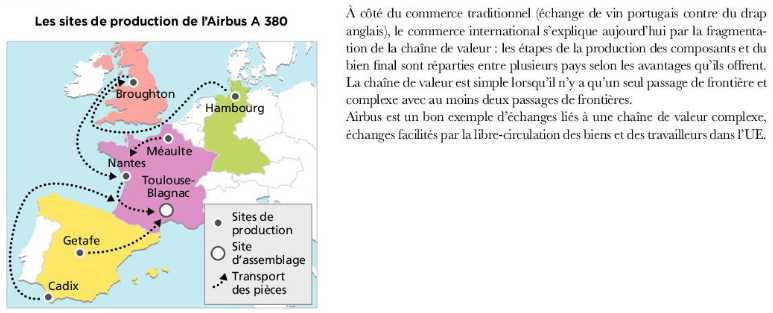 Les sites de production de l'Airbus A 380
Broughton
Hambourg
Méaulte
Nantes
Toulouse-
Blagnac
Getafe
Cadix
Sites de
production
Site
d'assemblage
Transport
des pièces
À côté du commerce traditionnel (échange de vin portugais contre du drap
anglais), le commerce international s'explique aujourd'hui par la fragmenta-
tion de la chaîne de valeur : les étapes de la production des composants et du
bien final sont réparties entre plusieurs pays selon les avantages qu'ils offrent.
La chaîne de valeur est simple lorsqu'il n'y a qu'un seul passage de frontière et
complexe avec au moins deux passages de frontières.
Airbus est un bon exemple d'échanges liés à une chaîne de valeur complexe,
échanges facilités par la libre-circulation des biens et des travailleurs dans l'UE.